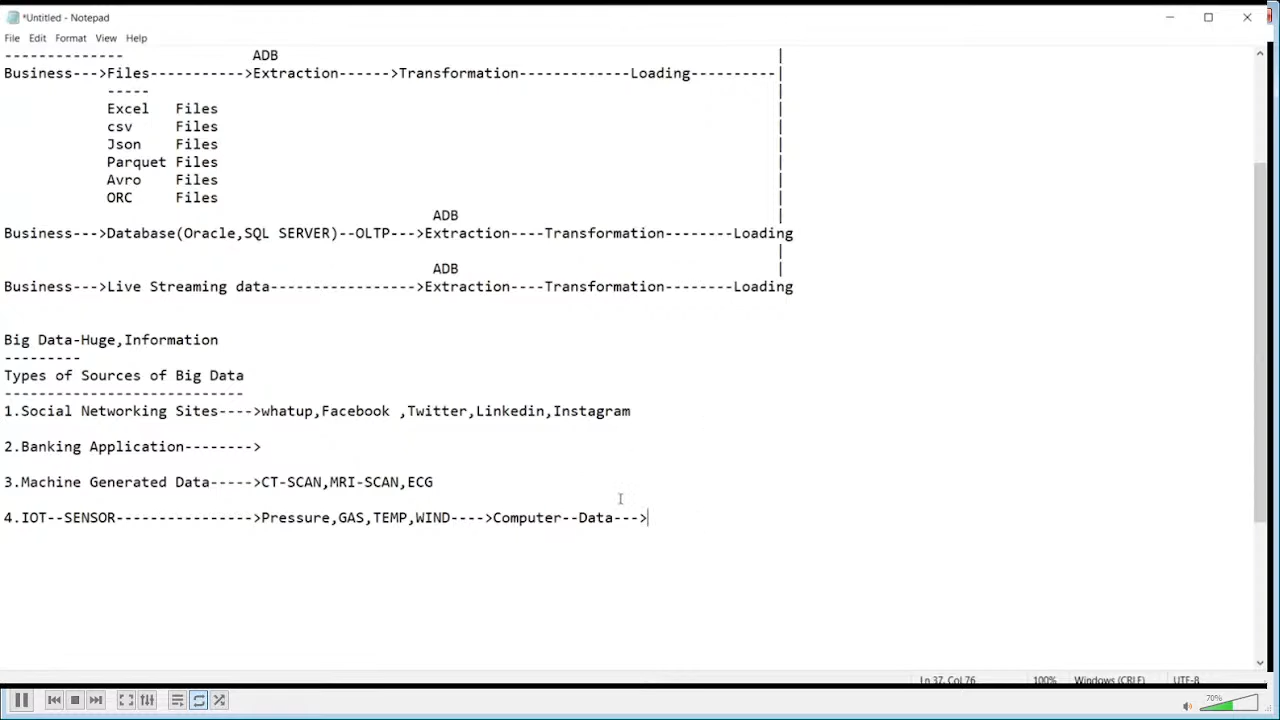 *Untitled - Notepad
File Edit Format View Help
-------------- ADB |
Business--->Files----------->Extraction------>Transformation-------------Loading----------|
----- |
Excel Files |
csv Files |
Json Files |
Parquet Files |
Avro Files |
ORC Files |
ADB |
Business--->Database(Oracle,SQL SERVER)--OLTP--->Extraction----Transformation--------Loading
|
ADB |
Business--->Live Streaming data----------------->Extraction----Transformation--------Loading
Big Data-Huge,Information
---------
Types of Sources of Big Data
----------------------------
1.Social Networking Sites---->whatup,Facebook ,Twitter,Linkedin,Instagram
2.Banking Application-------->
3.Machine Generated Data----->CT-SCAN,MRI-SCAN,ECG
4.IOT--SENSOR---------------->Pressure,GAS,TEMP,WIND---->Computer--Data--->
Ln 37, Col 76 100% Windows (CRLF) UTF-8
70%